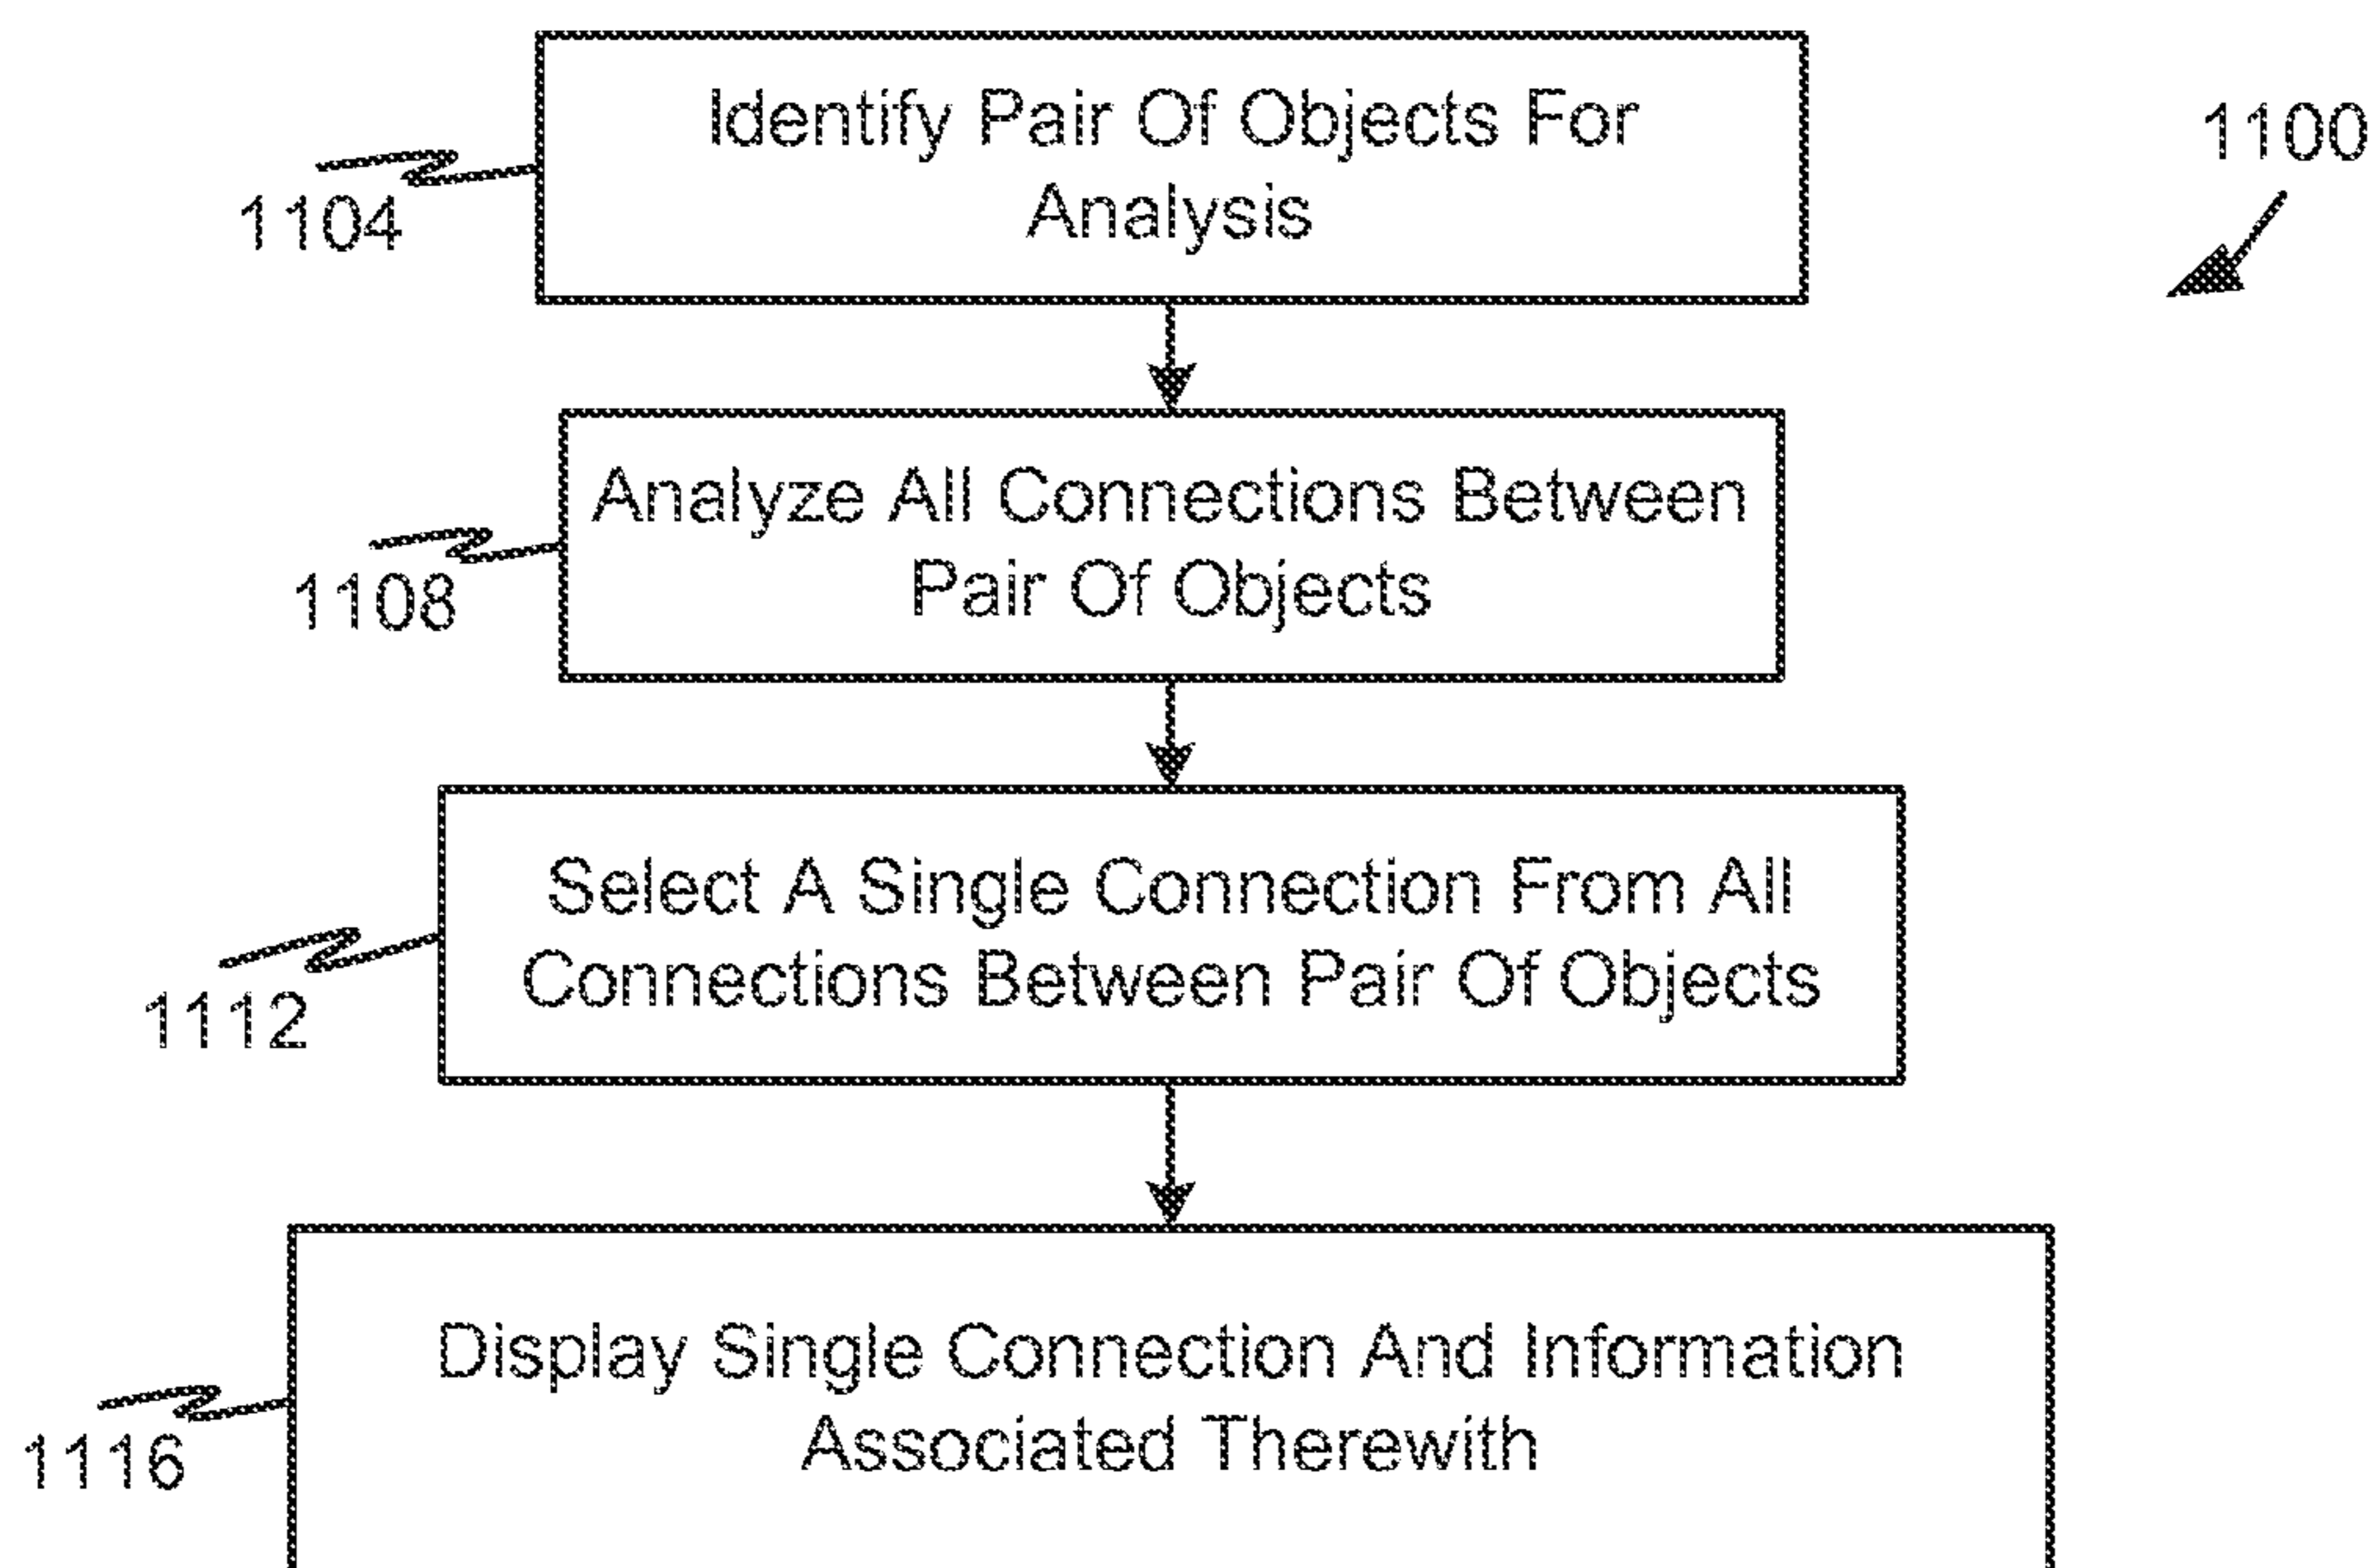 Identify Pair Of Objects For
Analysis
1100
1104
Analyze All Connections Between
Pair Of Objects
1108
Select A Single Connection From All
Connections Between Pair Of Objects
1112
Display Single Connection And Information
Associated Therewith
1116